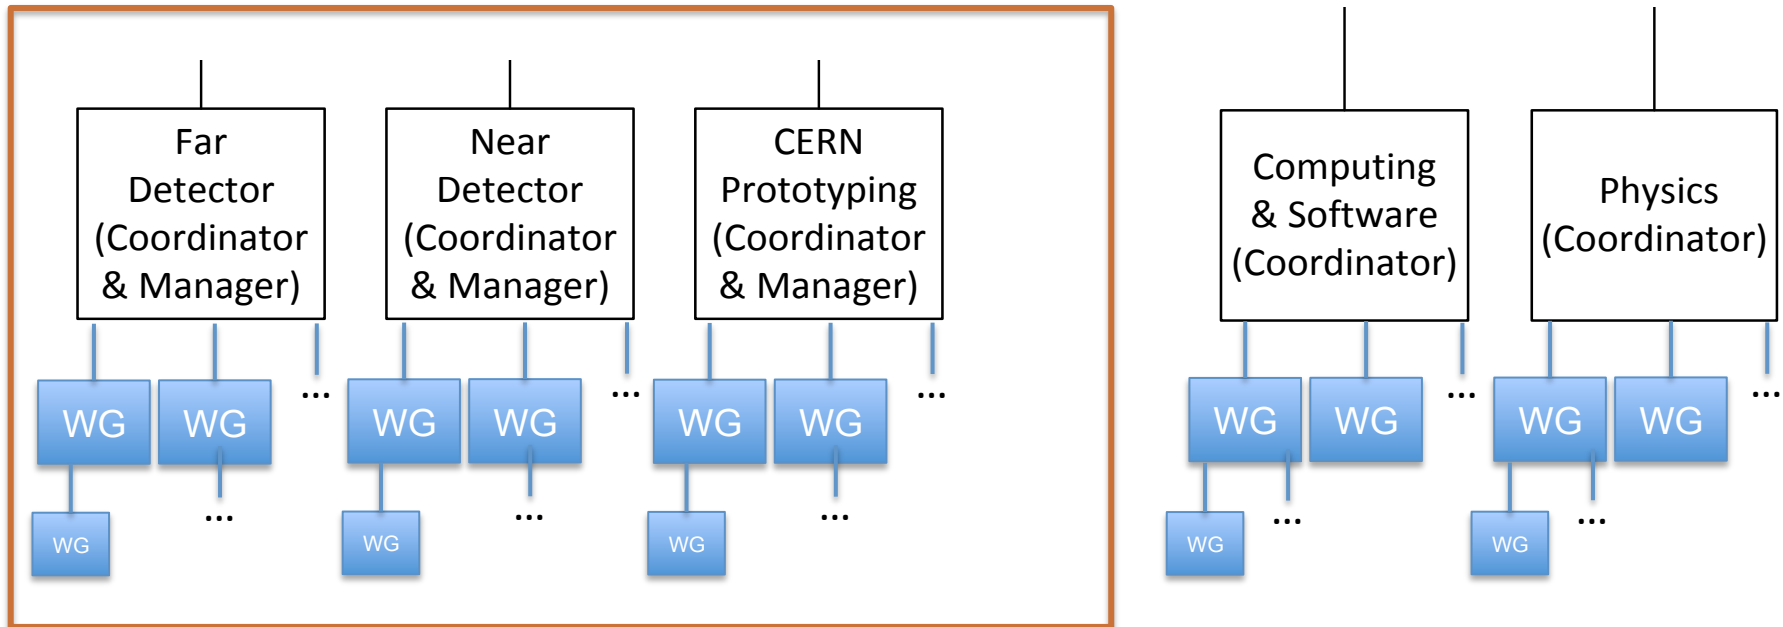 Far
Detector
(Coordinator
& Manager)
Near
Detector
(Coordinator
& Manager)
CERN
Prototyping
(Coordinator
& Manager)
Computing
& Software
(Coordinator)
Physics
(Coordinator)
WG
WG
...
WG
WG
...
WG
WG
...
WG
WG
...
WG
WG
...
WG
...
WG
...
WG
...
WG
...
WG
...